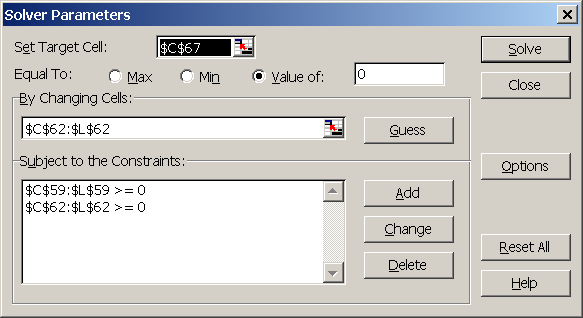 Solver Parameters
Set Target Cell: $C$67 Solve
Equal To: Max Min Value of: 0
Close
By Changing Cells:
$C$62:$L$62 Guess
Subject to the Constraints: Options
$C$59:$L$59 >= 0 Add
$C$62:$L$62 >= 0
Change
Reset All
Delete
Help